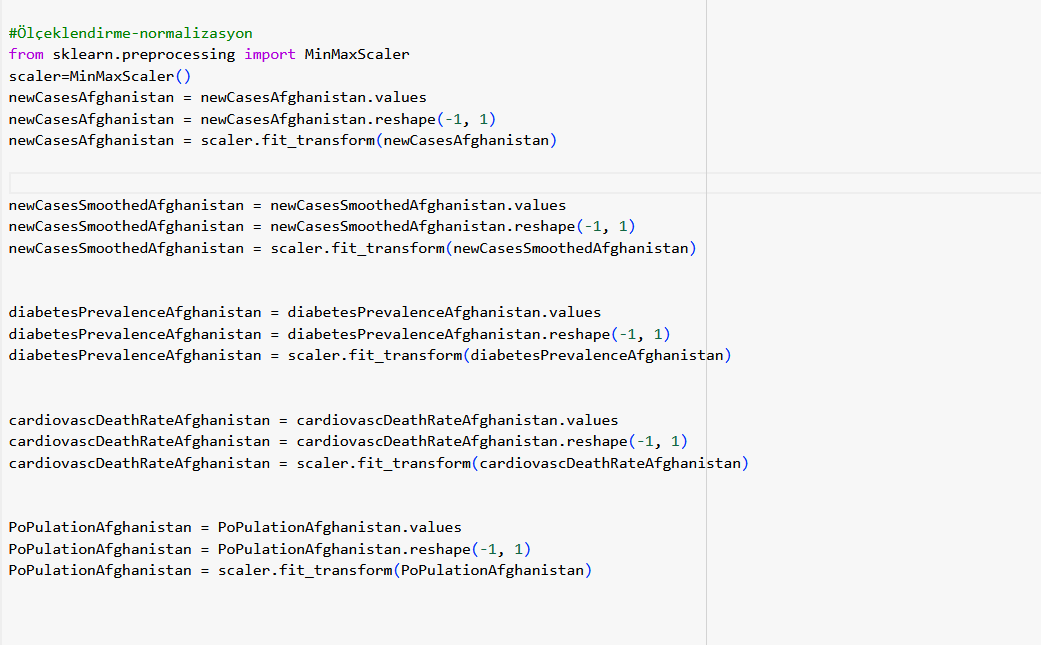 #Ölçeklendirme-normalizasyon
from sklearn.preprocessing import MinMaxScaler
scaler=MinMaxScaler()
newCasesAfghanistan = newCasesAfghanistan.values
newCasesAfghanistan = newCasesAfghanistan.reshape(-1, 1)
newCasesAfghanistan = scaler.fit_transform(newCasesAfghanistan)
newCasesSmoothedAfghanistan = newCasesSmoothedAfghanistan.values
newCasesSmoothedAfghanistan = newCasesSmoothedAfghanistan.reshape(-1, 1)
newCasesSmoothedAfghanistan = scaler.fit_transform(newCasesSmoothedAfghanistan)
diabetesPrevalenceAfghanistan = diabetesPrevalenceAfghanistan.values
diabetesPrevalenceAfghanistan = diabetesPrevalenceAfghanistan.reshape(-1, 1)
diabetesPrevalenceAfghanistan = scaler.fit_transform(diabetesPrevalenceAfghanistan)
cardiovascDeathRateAfghanistan = cardiovascDeathRateAfghanistan.values
cardiovascDeathRateAfghanistan = cardiovascDeathRateAfghanistan.reshape(-1, 1)
cardiovascDeathRateAfghanistan = scaler.fit_transform(cardiovascDeathRateAfghanistan)
PoPulationAfghanistan = PoPulationAfghanistan.values
PoPulationAfghanistan = PoPulationAfghanistan.reshape(-1, 1)
PoPulationAfghanistan = scaler.fit_transform(PoPulationAfghanistan)